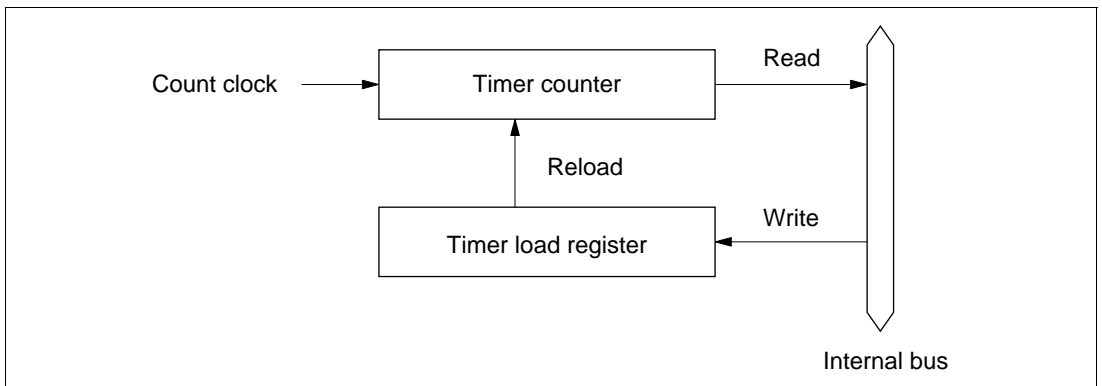 Read
Count clock
Timer counter
Reload
Write
Timer load register
Internal bus